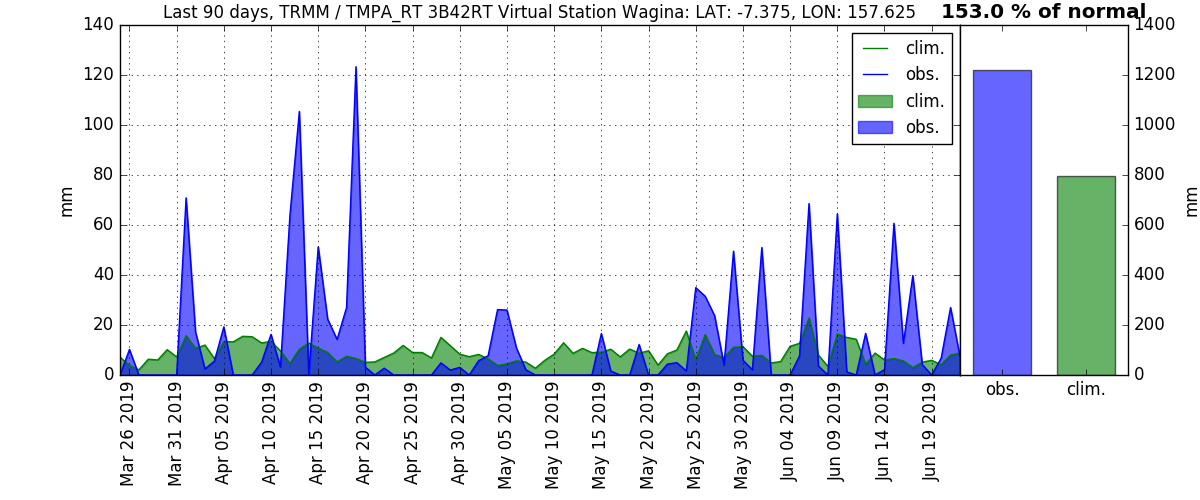 Last 90 days, TRMM / TMPA_RT 3B42RT Virtual Station Wagina: LAT: -7.375, LON: 157.625
153.0 % of normal
mm
140
120
100
80
60
40
20
0
clim.
obs.
clim.
obs.
Mar 26 2019
Mar 31 2019
Apr 05 2019
Apr 10 2019
Apr 15 2019
Apr 20 2019
Apr 25 2019
Apr 30 2019
May 05 2019
May 10 2019
May 15 2019
May 20 2019
May 25 2019
May 30 2019
Jun 04 2019
Jun 09 2019
Jun 14 2019
Jun 19 2019
obs.
clim.
1400
1200
1000
800
600
400
200
0
mm